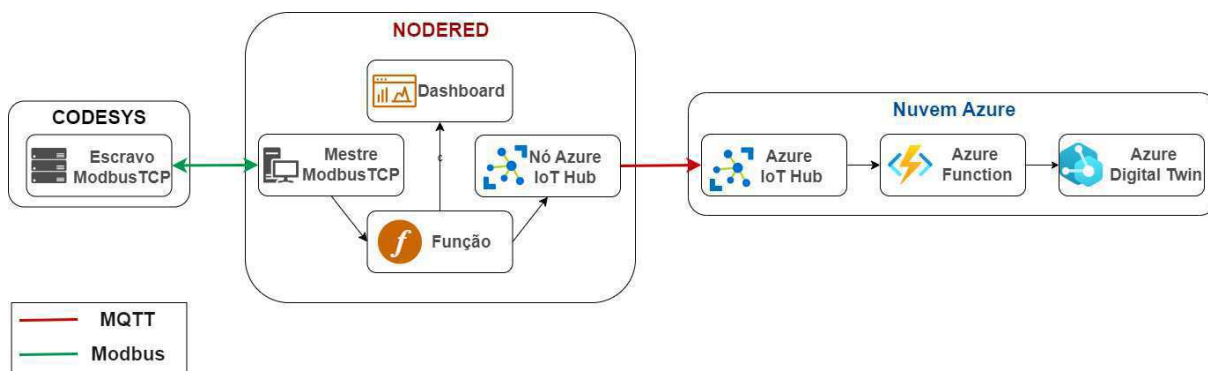 NODERED
Dashboard
CODESYS
Escravo
ModbusTCP
Mestre
ModbusTCP
c
Nó Azure
IoT Hub
f Função
Nuvem Azure
Azure
IoT Hub
Azure
Function
Azure
Digital Twin
MQTT
Modbus